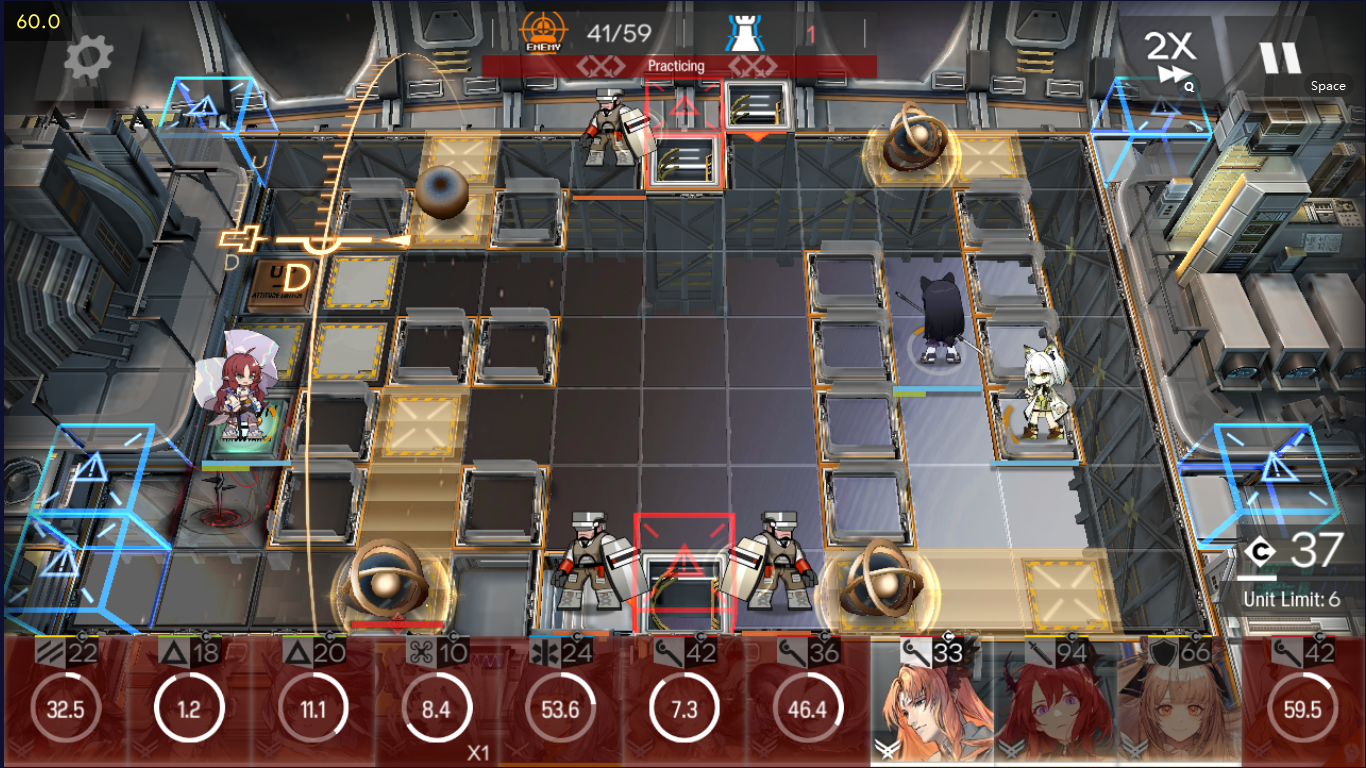 60.0
ENEMY
41/59
1
Practicing
2X
Q
Space
U
D
D
C
37
Unit Limit: 6
C 22
C 18
C 20
C 10
C 24
C 42
C 36
C 33
C 94
C 66
C 42
32.5
1.2
11.1
8.4
53.6
7.3
46.4
59.5
X1